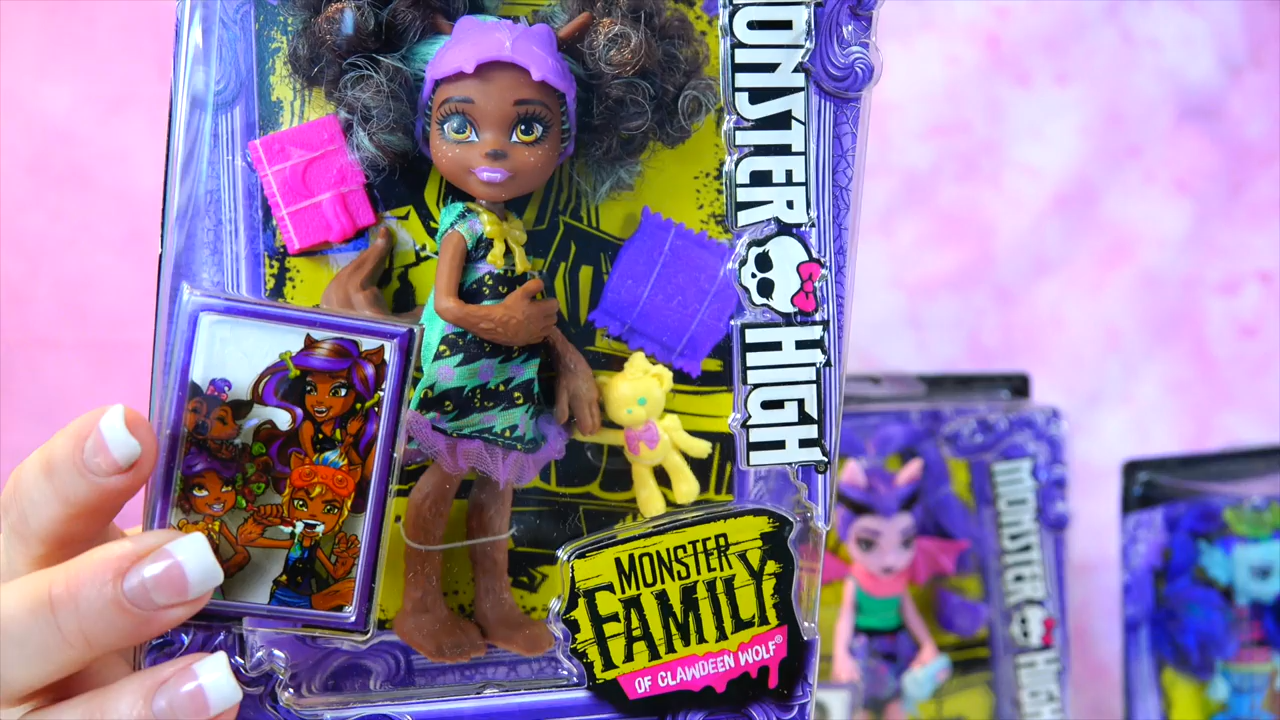 MONSTER HIGH®
MONSTER
FAMILY
OF CLAWDEEN WOLF®
MONSTER HIGH